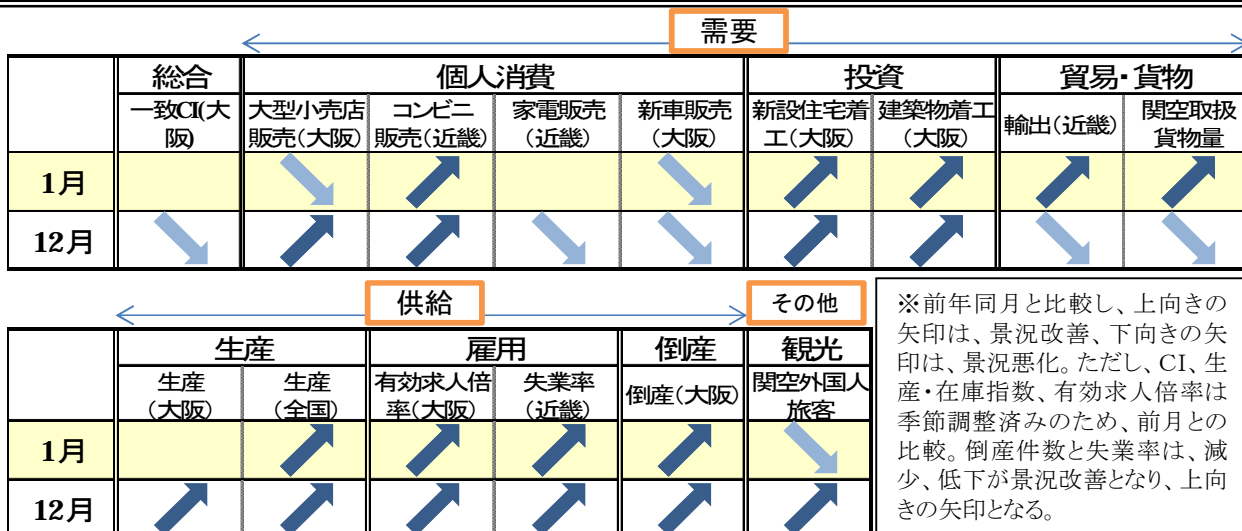 需要
総合 個人消費 投資 貿易・貨物
一致CI(大阪) 大型小売店販売(大阪) コンビニ販売(近畿) 家電販売(近畿) 新車販売(大阪) 新設住宅着工(大阪) 建築物着工(大阪) 輸出(近畿) 関空取扱貨物量
1月
12月
供給 その他
生産 雇用 倒産 観光
生産(大阪) 生産(全国) 有効求人倍率(大阪) 失業率(近畿) 倒産(大阪) 関空外国人旅客
1月
12月
※前年同月と比較し、上向きの
矢印は、景況改善、下向きの矢
印は、景況悪化。ただし、CI、生
産・在庫指数、有効求人倍率は
季節調整済みのため、前月との
比較。倒産件数と失業率は、減
少、低下が景況改善となり、上向
きの矢印となる。